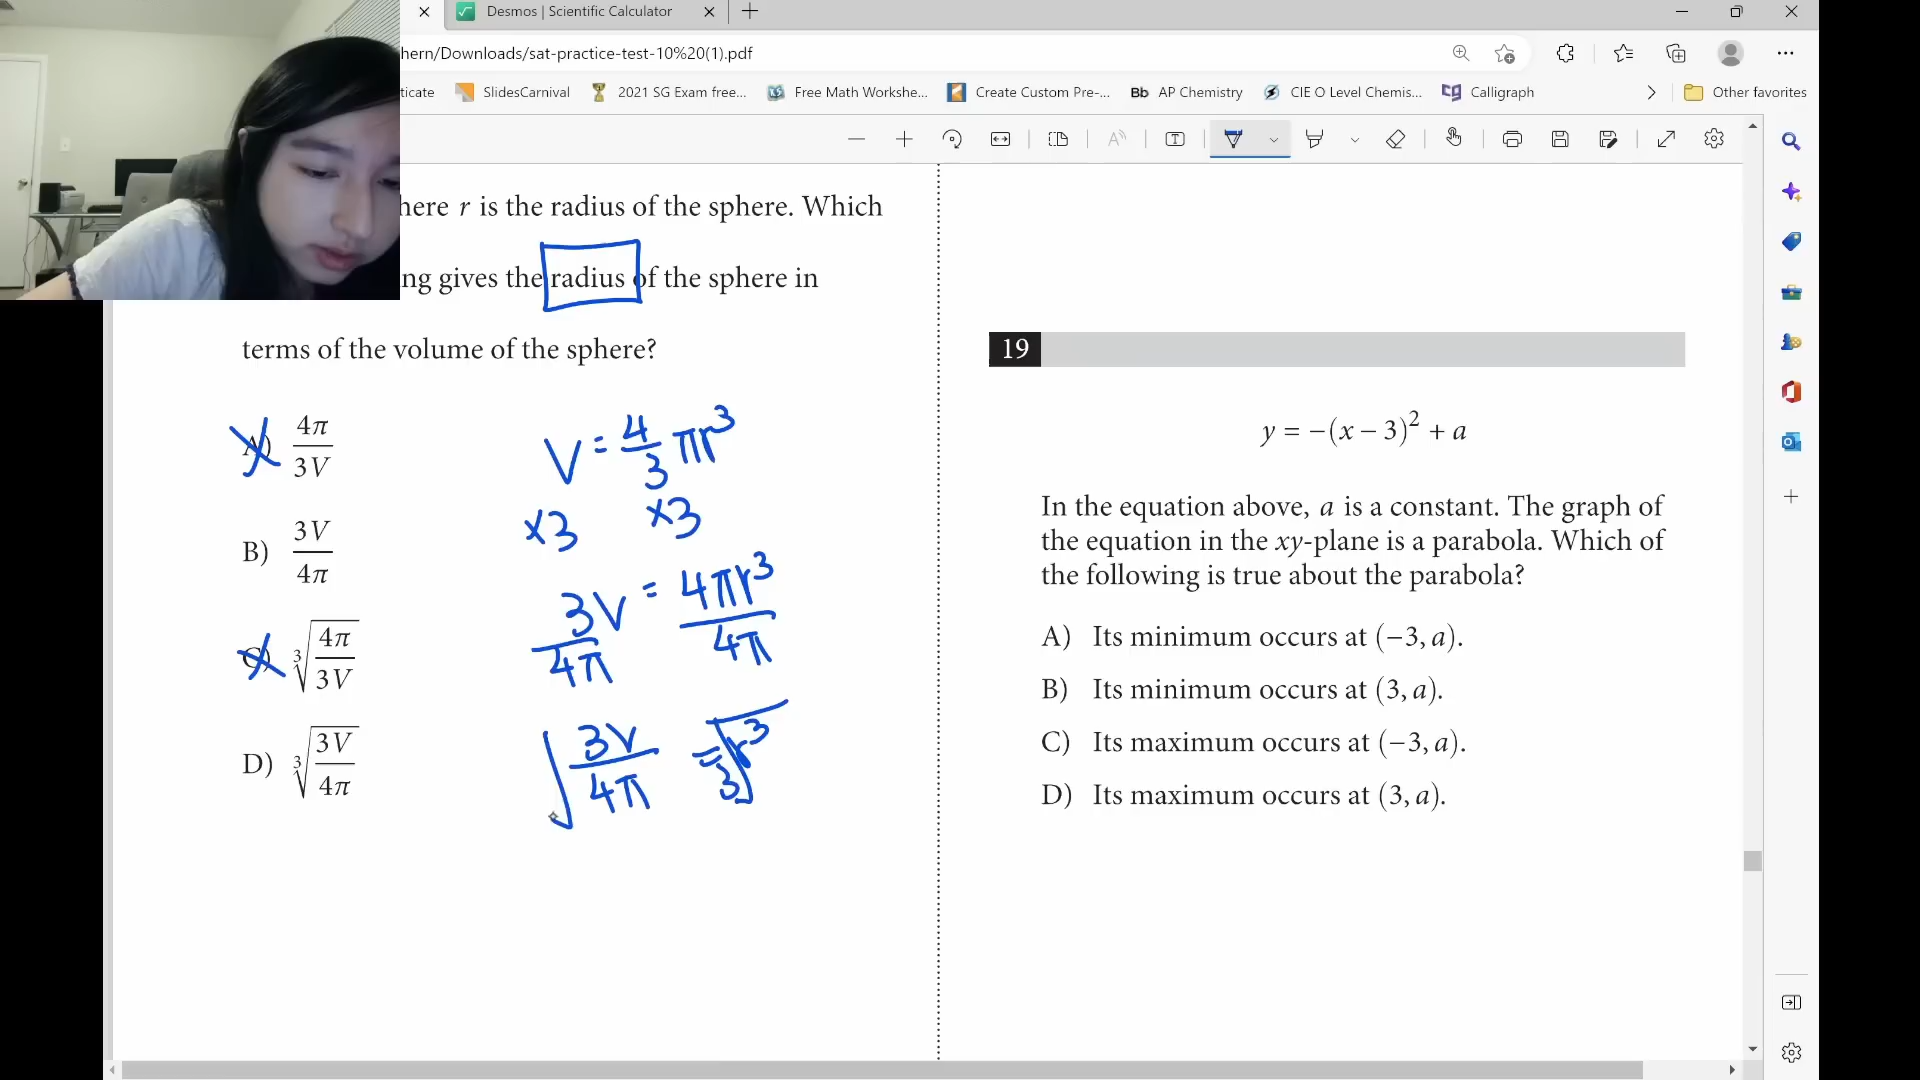 Desmos | Scientific Calculator
hern/Downloads/sat-practice-test-10%20(1).pdf
ticate SlidesCarnival 2021 SG Exam free... Free Math Workshe... Create Custom Pre-... Bb AP Chemistry CIE O Level Chemis... Calligraph Other favorites
here r is the radius of the sphere. Which
ng gives the radius of the sphere in
terms of the volume of the sphere?
A) 4π/3V
B) 3V/4π
C) ∛(4π/3V)
D) ∛(3V/4π)
V = 4/3 πr³
×3 ×3
3V/4π = 4πr³/4π
√(3V/4π) = ∛r³
19
y = −(x − 3)² + a
In the equation above, a is a constant. The graph of
the equation in the xy-plane is a parabola. Which of
the following is true about the parabola?
A) Its minimum occurs at (−3, a).
B) Its minimum occurs at (3, a).
C) Its maximum occurs at (−3, a).
D) Its maximum occurs at (3, a).